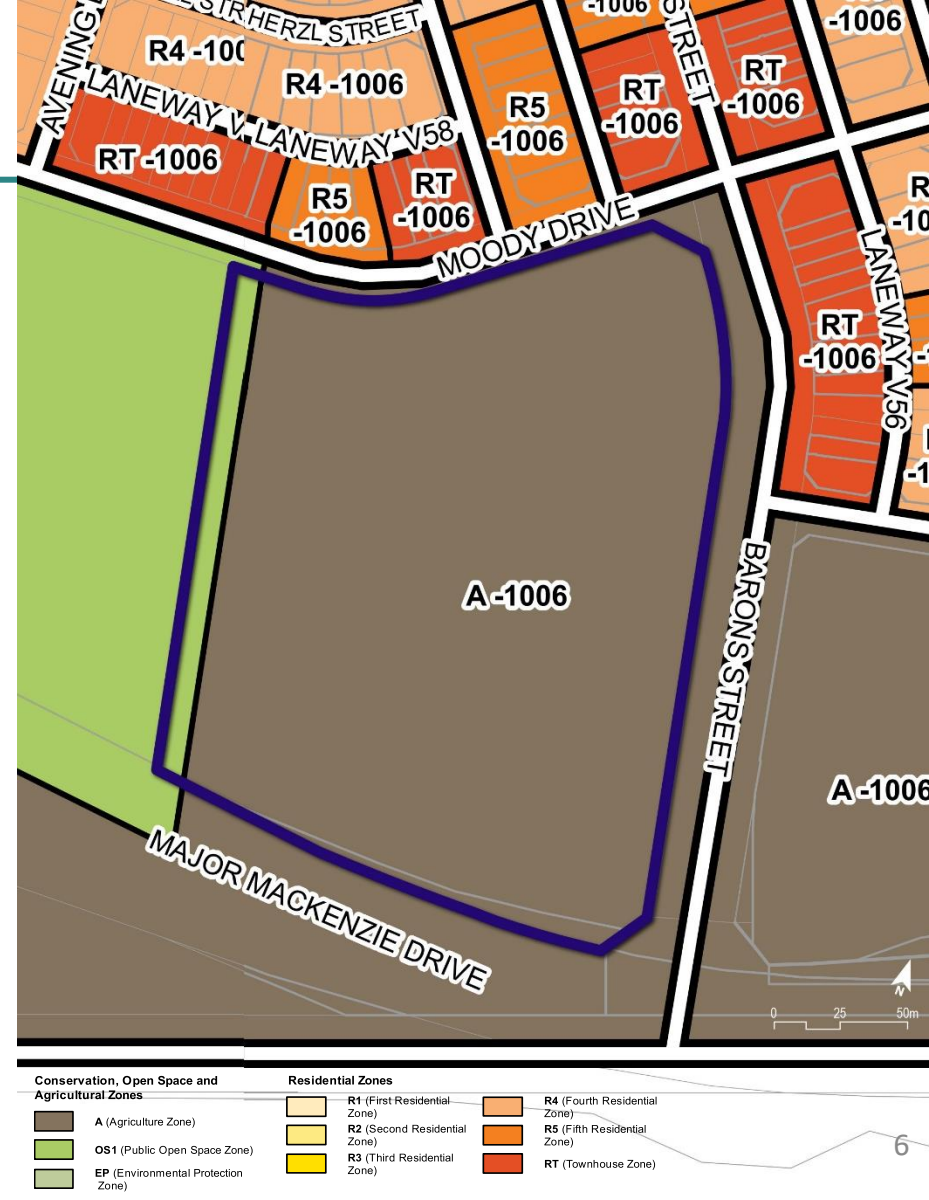 HERZL STREET
-1006
-1006
STREET
R4 -100
R4 -1006
R5
-1006
RT
-1006
RT
-1006
LANEWAY V
LANEWAY V58
RT -1006
R5
-1006
RT
-1006
MOODY DRIVE
LANEWAY V56
RT
-1006
A -1006
BARONS STREET
A -1006
MAJOR MACKENZIE DRIVE
N
0 25 50m
Conservation, Open Space and
Agricultural Zones
A (Agriculture Zone)
OS1 (Public Open Space Zone)
EP (Environmental Protection
Zone)
Residential Zones
R1 (First Residential
Zone)
R2 (Second Residential
Zone)
R3 (Third Residential
Zone)
R4 (Fourth Residential
Zone)
R5 (Fifth Residential
Zone)
RT (Townhouse Zone)
6